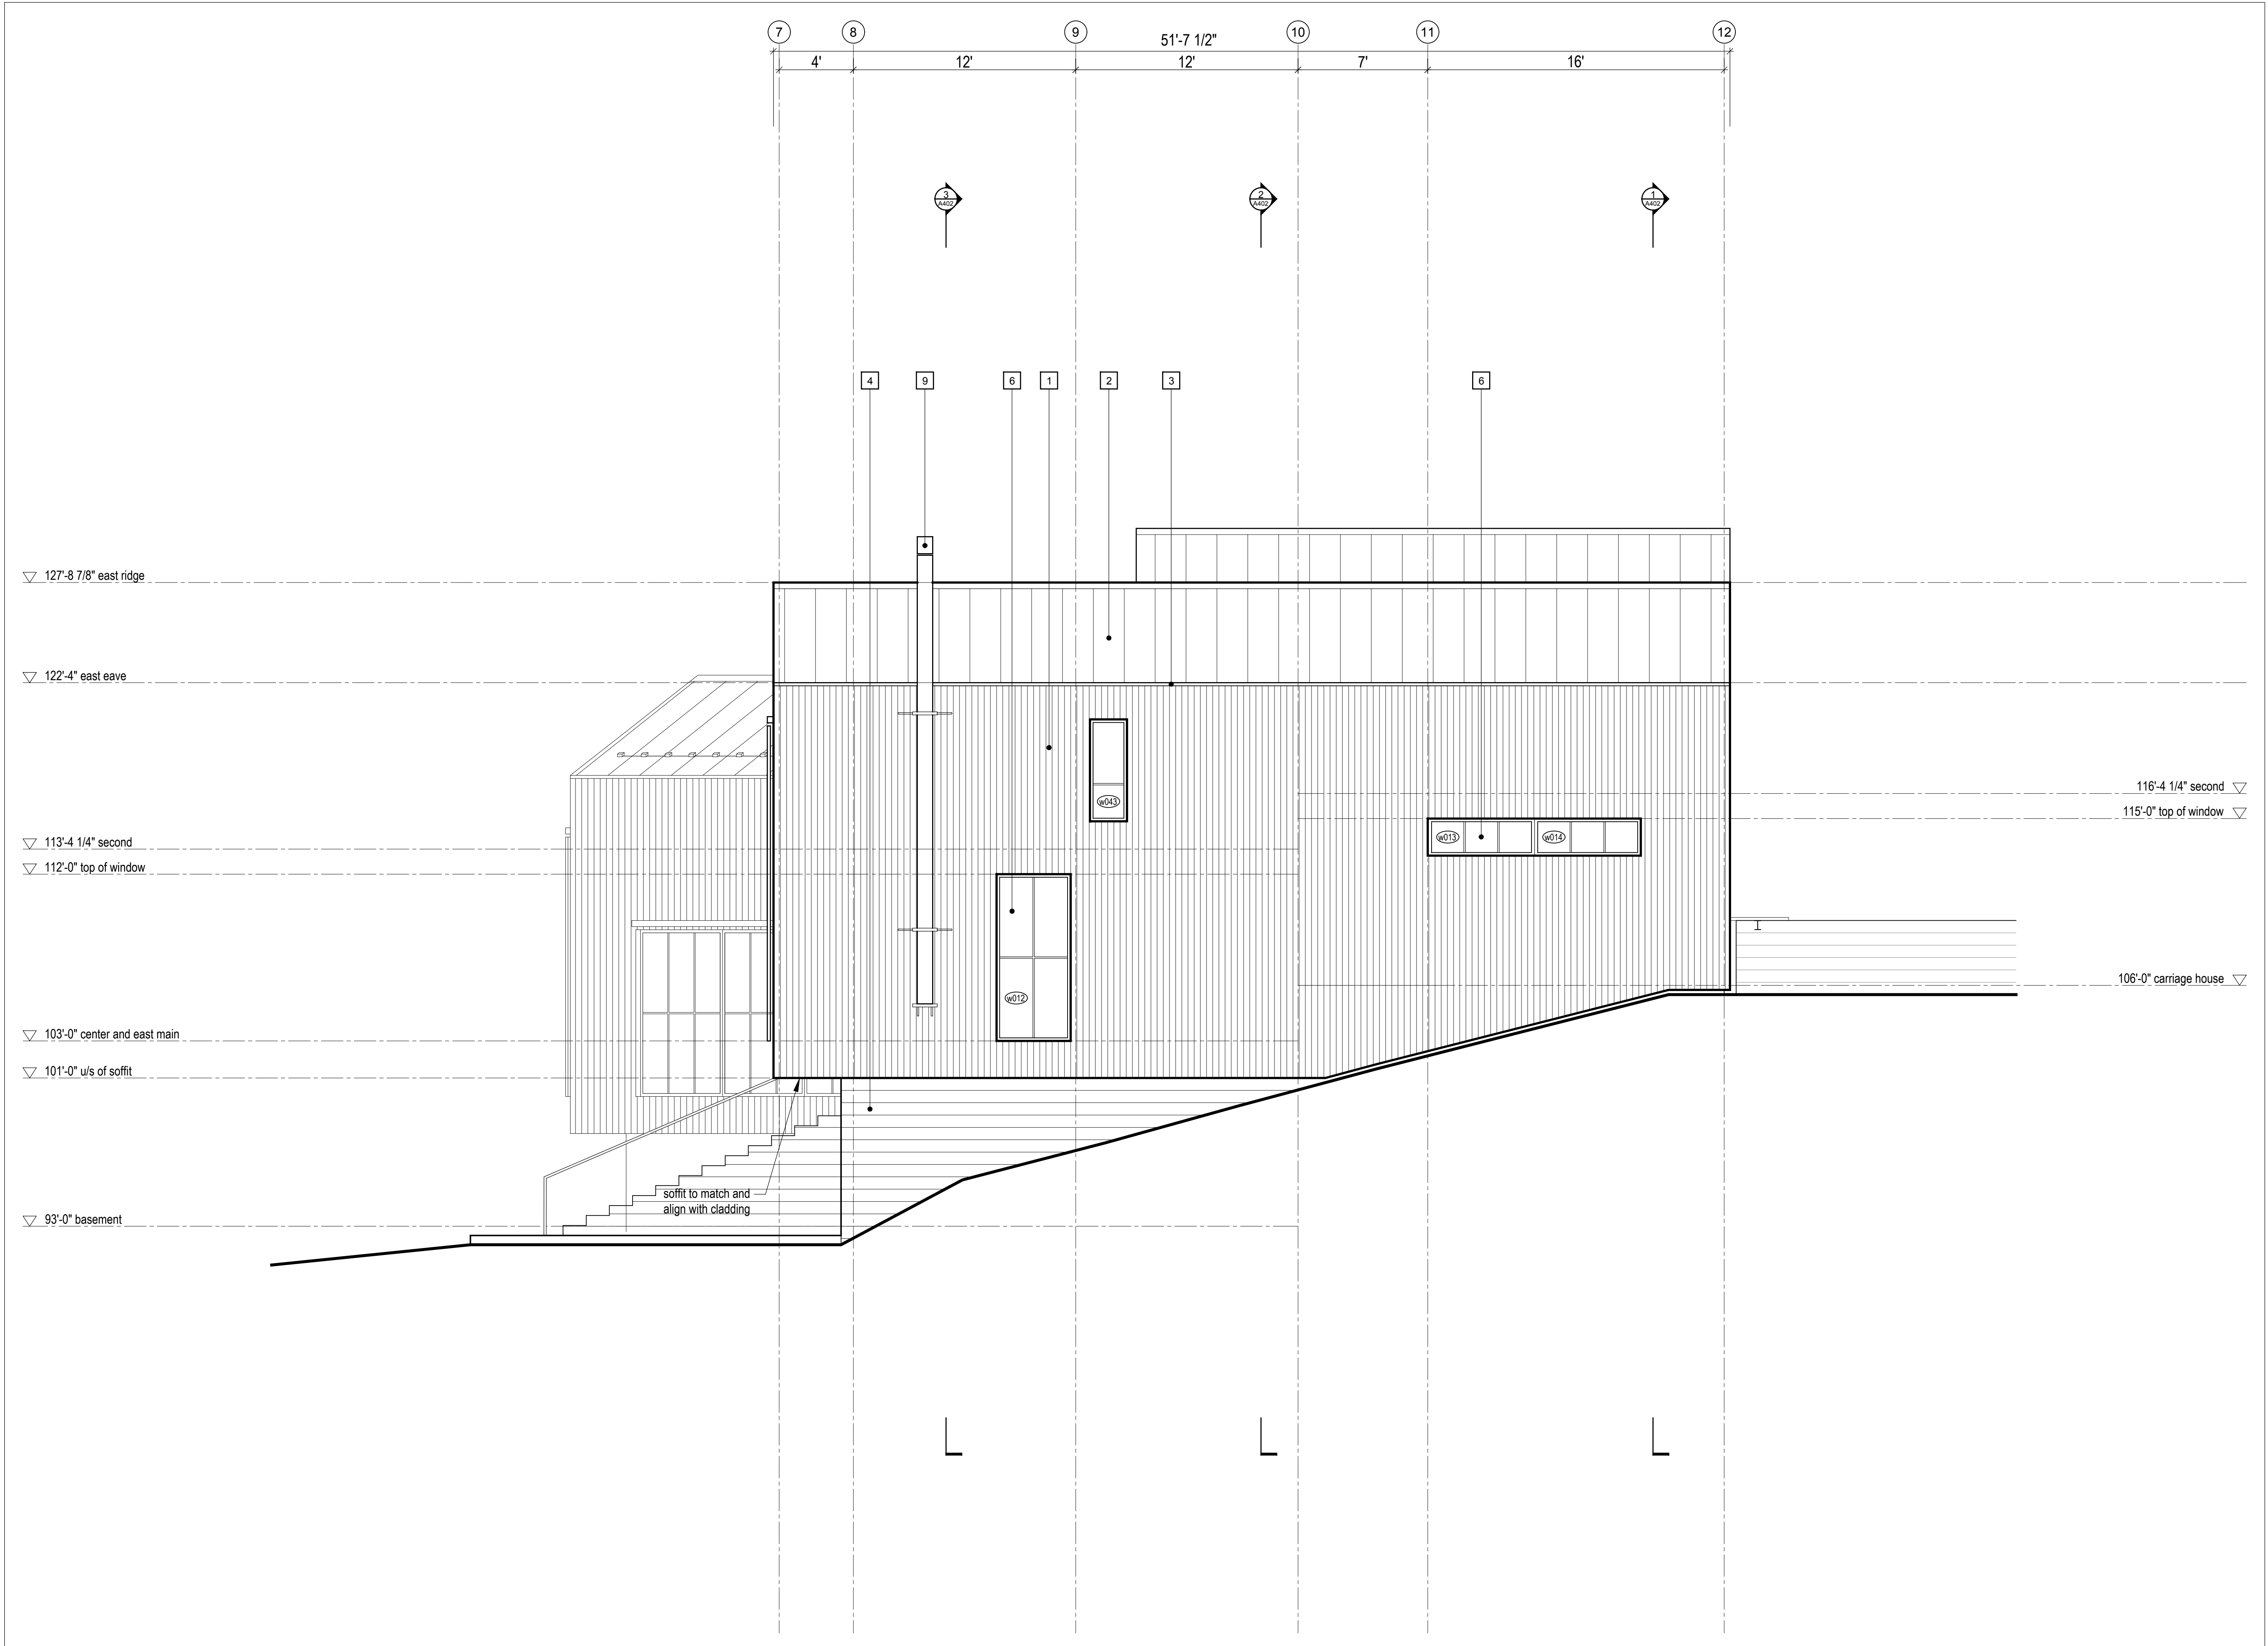 7 8 9 10 11 12
51'-7 1/2"
4' 12' 12' 7' 16'
3 2 1
A402 A402 A402
4 9 6 1 2 3 6
127'-8 7/8" east ridge
122'-4" east eave
116'-4 1/4" second
w043
115'-0" top of window
w013 w014
113'-4 1/4" second
112'-0" top of window
106'-0" carriage house
w012
103'-0" center and east main
101'-0" u/s of soffit
soffit to match and
align with cladding
93'-0" basement